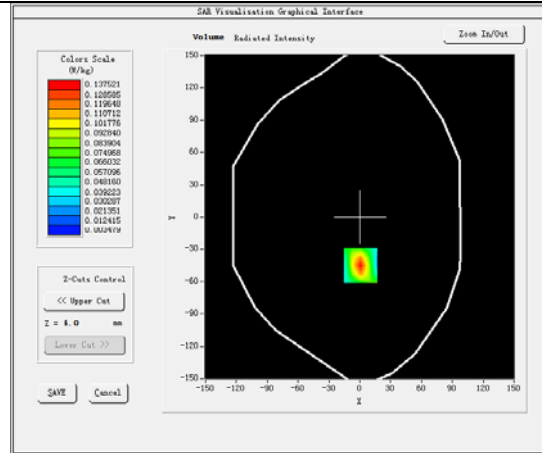 SAR Visualisation Graphical Interface
Volume Radiated Intensity
Zoom In/Out
Colors Scale
(W/kg)
0.137521
0.128585
0.119648
0.110712
0.101776
0.092840
0.083904
0.074968
0.066032
0.057096
0.048160
0.039223
0.030287
0.021351
0.012415
0.003479
Z-Cuts Control
<< Upper Cut
Z = 4.0 mm
Lower Cut >>
SAVE Cancel
150-
120-
90-
60-
30-
0-
-30-
-60-
-90-
-120-
-150-
Y
-150 -120 -90 -60 -30 0 30 60 90 120 150
X